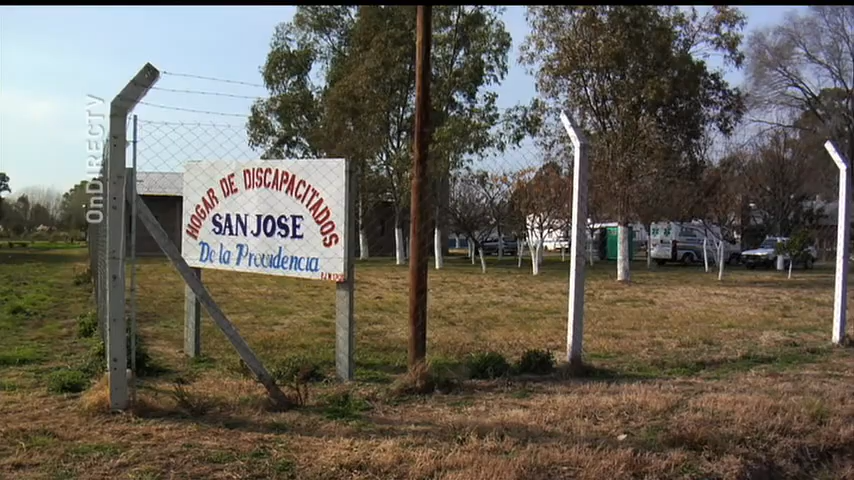 onDIRECTV
HOGAR DE DISCAPACITADOS
SAN JOSE
De la Providencia